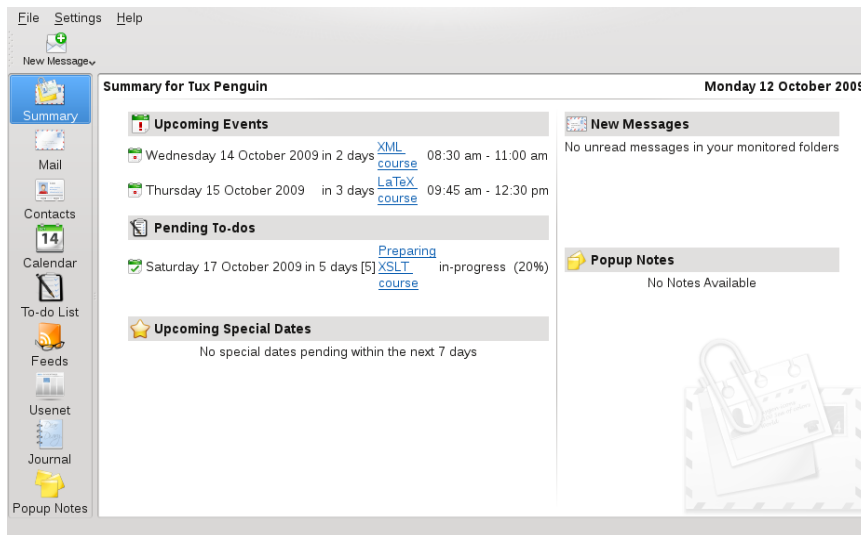 File Settings Help
New Message
Summary
Mail
Contacts
14
Calendar
To-do List
Feeds
Usenet
Journal
Popup Notes
Summary for Tux Penguin
Monday 12 October 2009
Upcoming Events
Wednesday 14 October 2009 in 2 days XML course 08:30 am - 11:00 am
Thursday 15 October 2009 in 3 days LaTeX course 09:45 am - 12:30 pm
Pending To-dos
Saturday 17 October 2009 in 5 days [5] Preparing XSLT course in-progress (20%)
Upcoming Special Dates
No special dates pending within the next 7 days
New Messages
No unread messages in your monitored folders
Popup Notes
No Notes Available